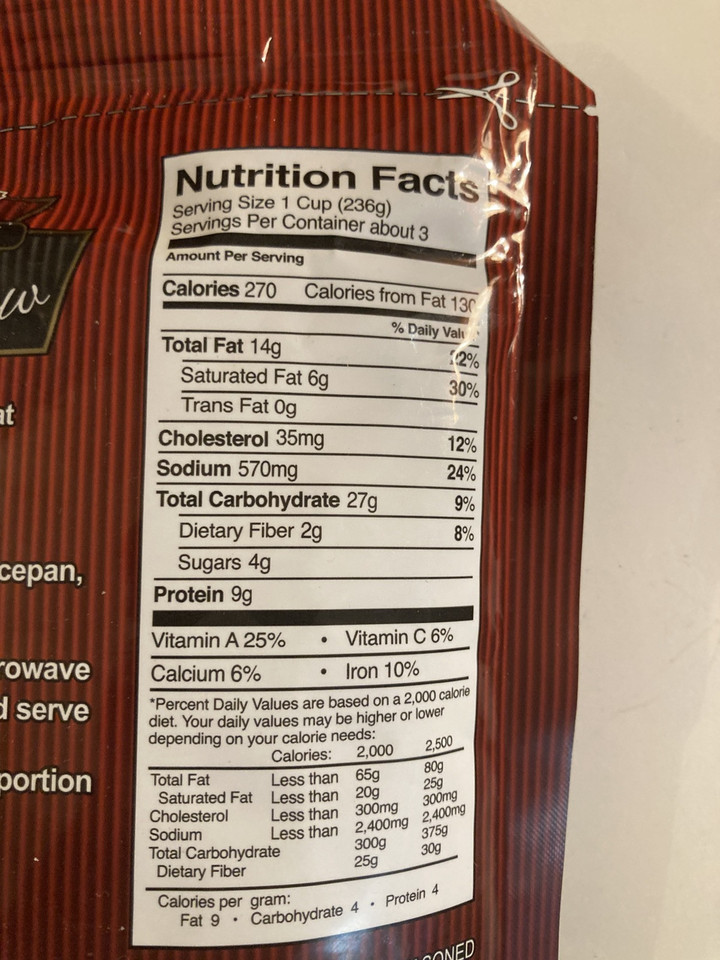 Nutrition Facts
Serving Size 1 Cup (236g)
Servings Per Container about 3
Amount Per Serving
Calories 270 Calories from Fat 130
% Daily
Total Fat 14g 22%
Saturated Fat 6g 30%
Trans Fat 0g
Cholesterol 35mg 12%
Sodium 570mg 24%
Total Carbohydrate 27g 9%
Dietary Fiber 2g 8%
Sugars 4g
Protein 9g
Vitamin A 25% • Vitamin C 6%
Calcium 6% • Iron 10%
*Percent Daily Values are based on a 2,000 calorie
diet. Your daily values may be higher or lower
depending on your calorie needs:
Calories: 2,000 2,500
Total Fat Less than 65g 80g
Saturated Fat Less than 20g 25g
Cholesterol Less than 300mg 300mg
Sodium Less than 2,400mg 2,400mg
Total Carbohydrate 300g 375g
Dietary Fiber 25g 30g
Calories per gram:
Fat 9 • Carbohydrate 4 • Protein 4
w
at
cepan,
rowave
d serve
portion
SONED